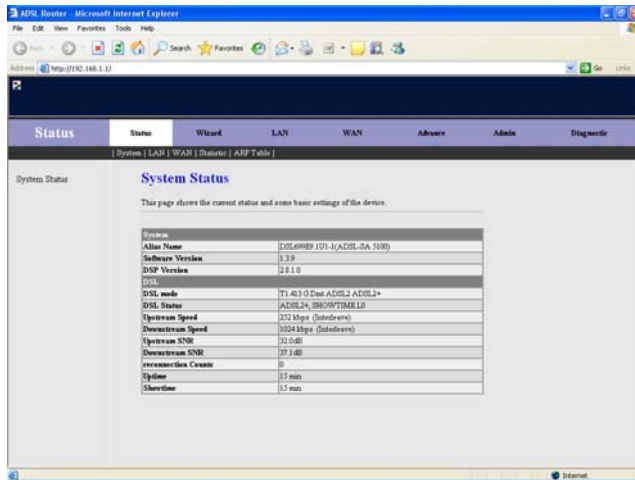 ADSL Router - Microsoft Internet Explorer
File Edit View Favorites Tools Help
Back Search Favorites
Address http://192.168.1.1/ Go Links
Status Status Wizard LAN WAN Advance Admin Diagnostic
| System | LAN | WAN | Statistic | ARP Table |
System Status
System Status
This page shows the current status and some basic settings of the device.
System
Alias Name
Software Version 1.3.9
DSP Version 2.8.1.0
DSL
DSL mode T1.413 G.Dmt ADSL2 ADSL2+
DSL Status ADSL2+, SHOWTIME.L0
Upstream Speed 252 kbps (Interleave)
Downstream Speed 1024 kbps (Interleave)
Upstream SNR 32.0dB
Downstream SNR 37.1dB
reconnection Counts 0
Uptime 15 min
Showtime 15 min
Internet